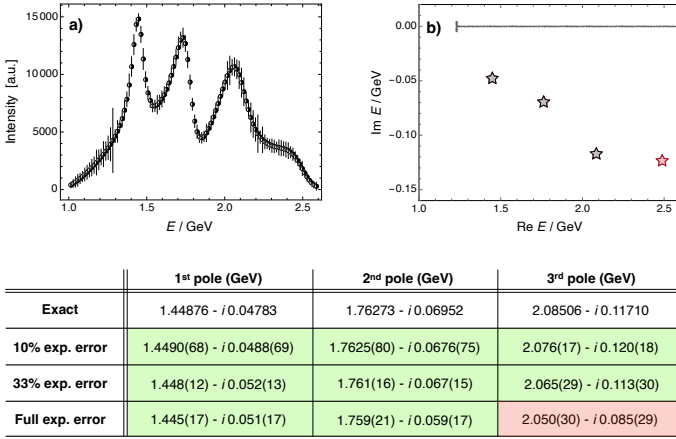 a)
15000
10000
5000
0
Intensity [a.u.]
1.0 1.5 2.0 2.5
E / GeV
b)
0.00
-0.05
-0.10
-0.15
Im E / GeV
1.0 1.5 2.0 2.5
Re E / GeV
1st pole (GeV) 2nd pole (GeV) 3rd pole (GeV)
Exact 1.44876 - i 0.04783 1.76273 - i 0.06952 2.08506 - i 0.11710
10% exp. error 1.4490(68) - i 0.0488(69) 1.7625(80) - i 0.0676(75) 2.076(17) - i 0.120(18)
33% exp. error 1.448(12) - i 0.052(13) 1.761(16) - i 0.067(15) 2.065(29) - i 0.113(30)
Full exp. error 1.445(17) - i 0.051(17) 1.759(21) - i 0.059(17) 2.050(30) - i 0.085(29)